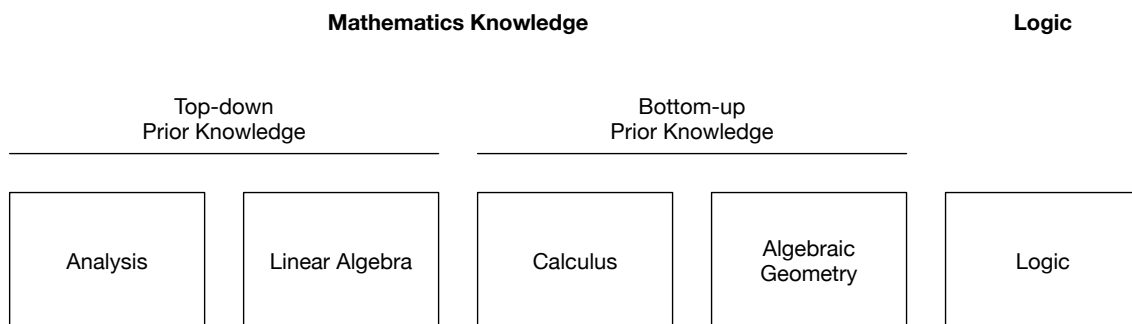 Mathematics Knowledge
Logic
Top-down
Prior Knowledge
Bottom-up
Prior Knowledge
Analysis
Linear Algebra
Calculus
Algebraic
Geometry
Logic